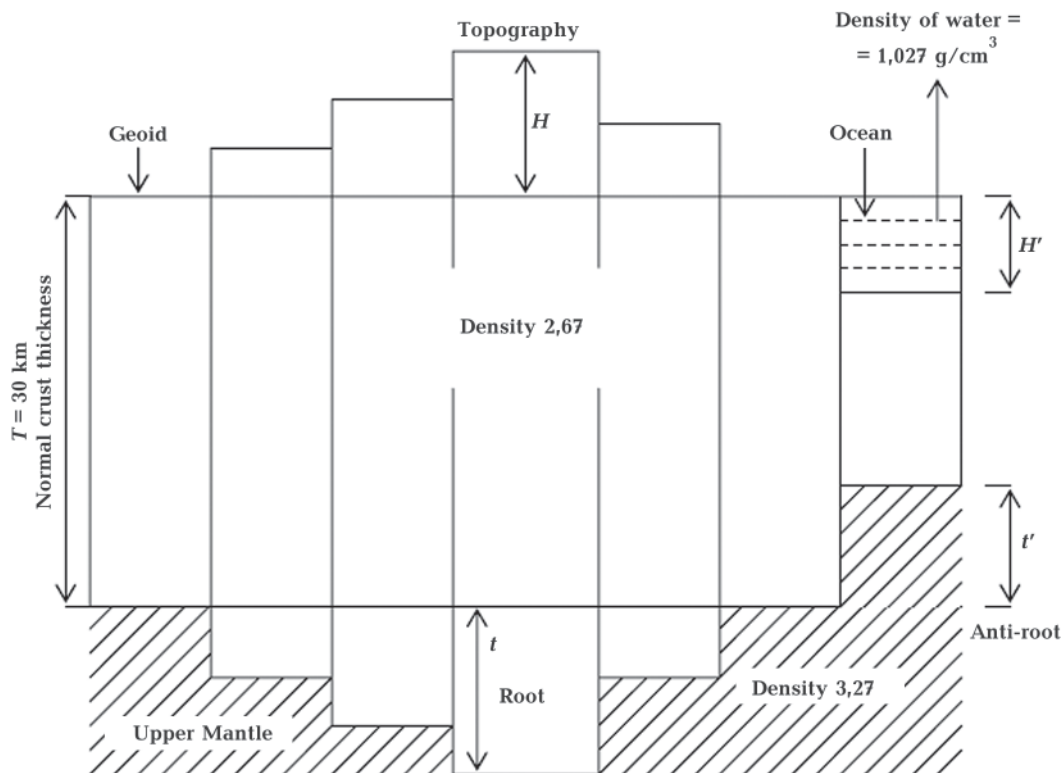 Density of water =
= 1,027 g/cm³
Topography
H
Geoid
Ocean
H′
T = 30 km
Normal crust thickness
Density 2,67
t′
t
Anti-root
Root
Density 3,27
Upper Mantle